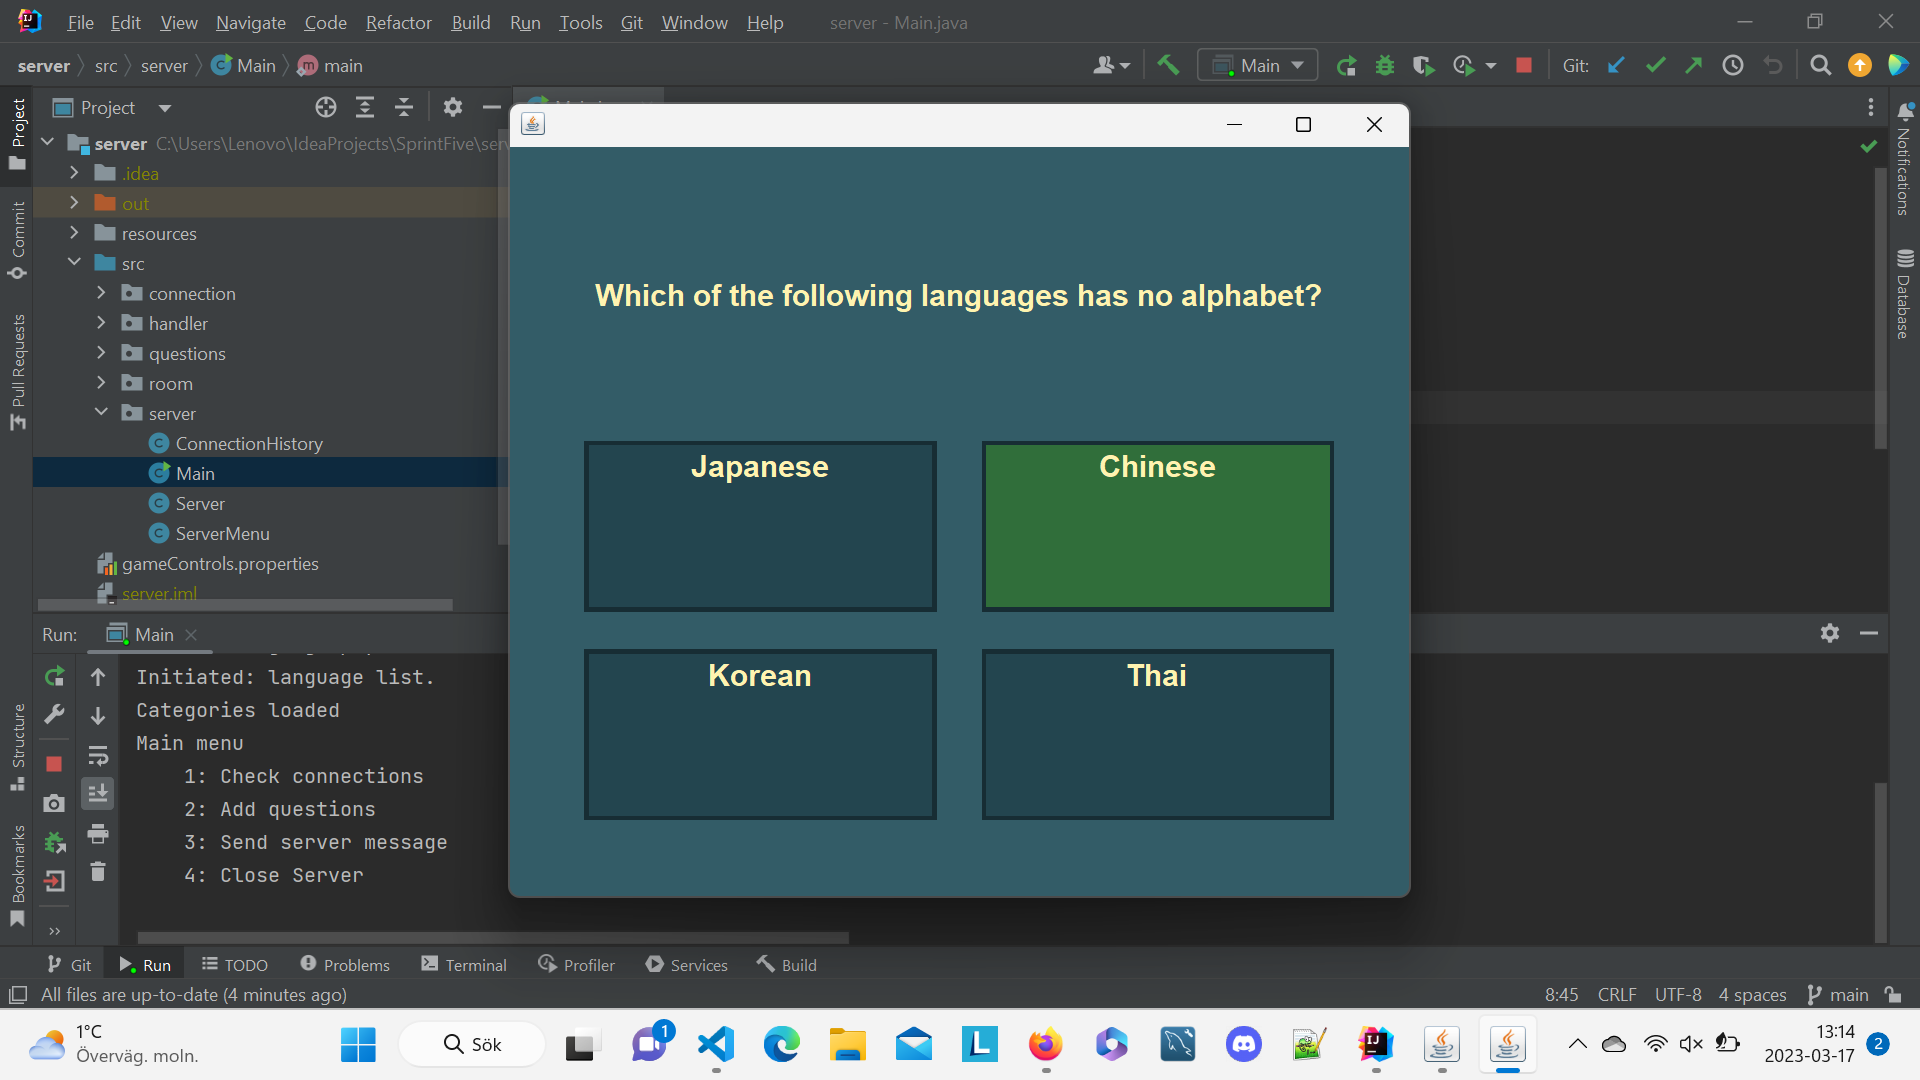 File Edit View Navigate Code Refactor Build Run Tools Git Window Help server - Main.java
server src server Main main
Main Git:
Project
server C:\Users\Lenovo\IdeaProjects\SprintFive\ser
.idea
out
resources
src
connection
handler
questions
room
server
ConnectionHistory
Main
Server
ServerMenu
gameControls.properties
server.iml
Project
Commit
Pull Requests
Structure
Bookmarks
Notifications
Database
Which of the following languages has no alphabet?
Japanese
Chinese
Korean
Thai
Run: Main
Initiated: language list.
Categories loaded
Main menu
1: Check connections
2: Add questions
3: Send server message
4: Close Server
Git Run TODO Problems Terminal Profiler Services Build
All files are up-to-date (4 minutes ago)
8:45 CRLF UTF-8 4 spaces main
1°C
Överväg. moln.
Sök
1
13:14
2023-03-17
2